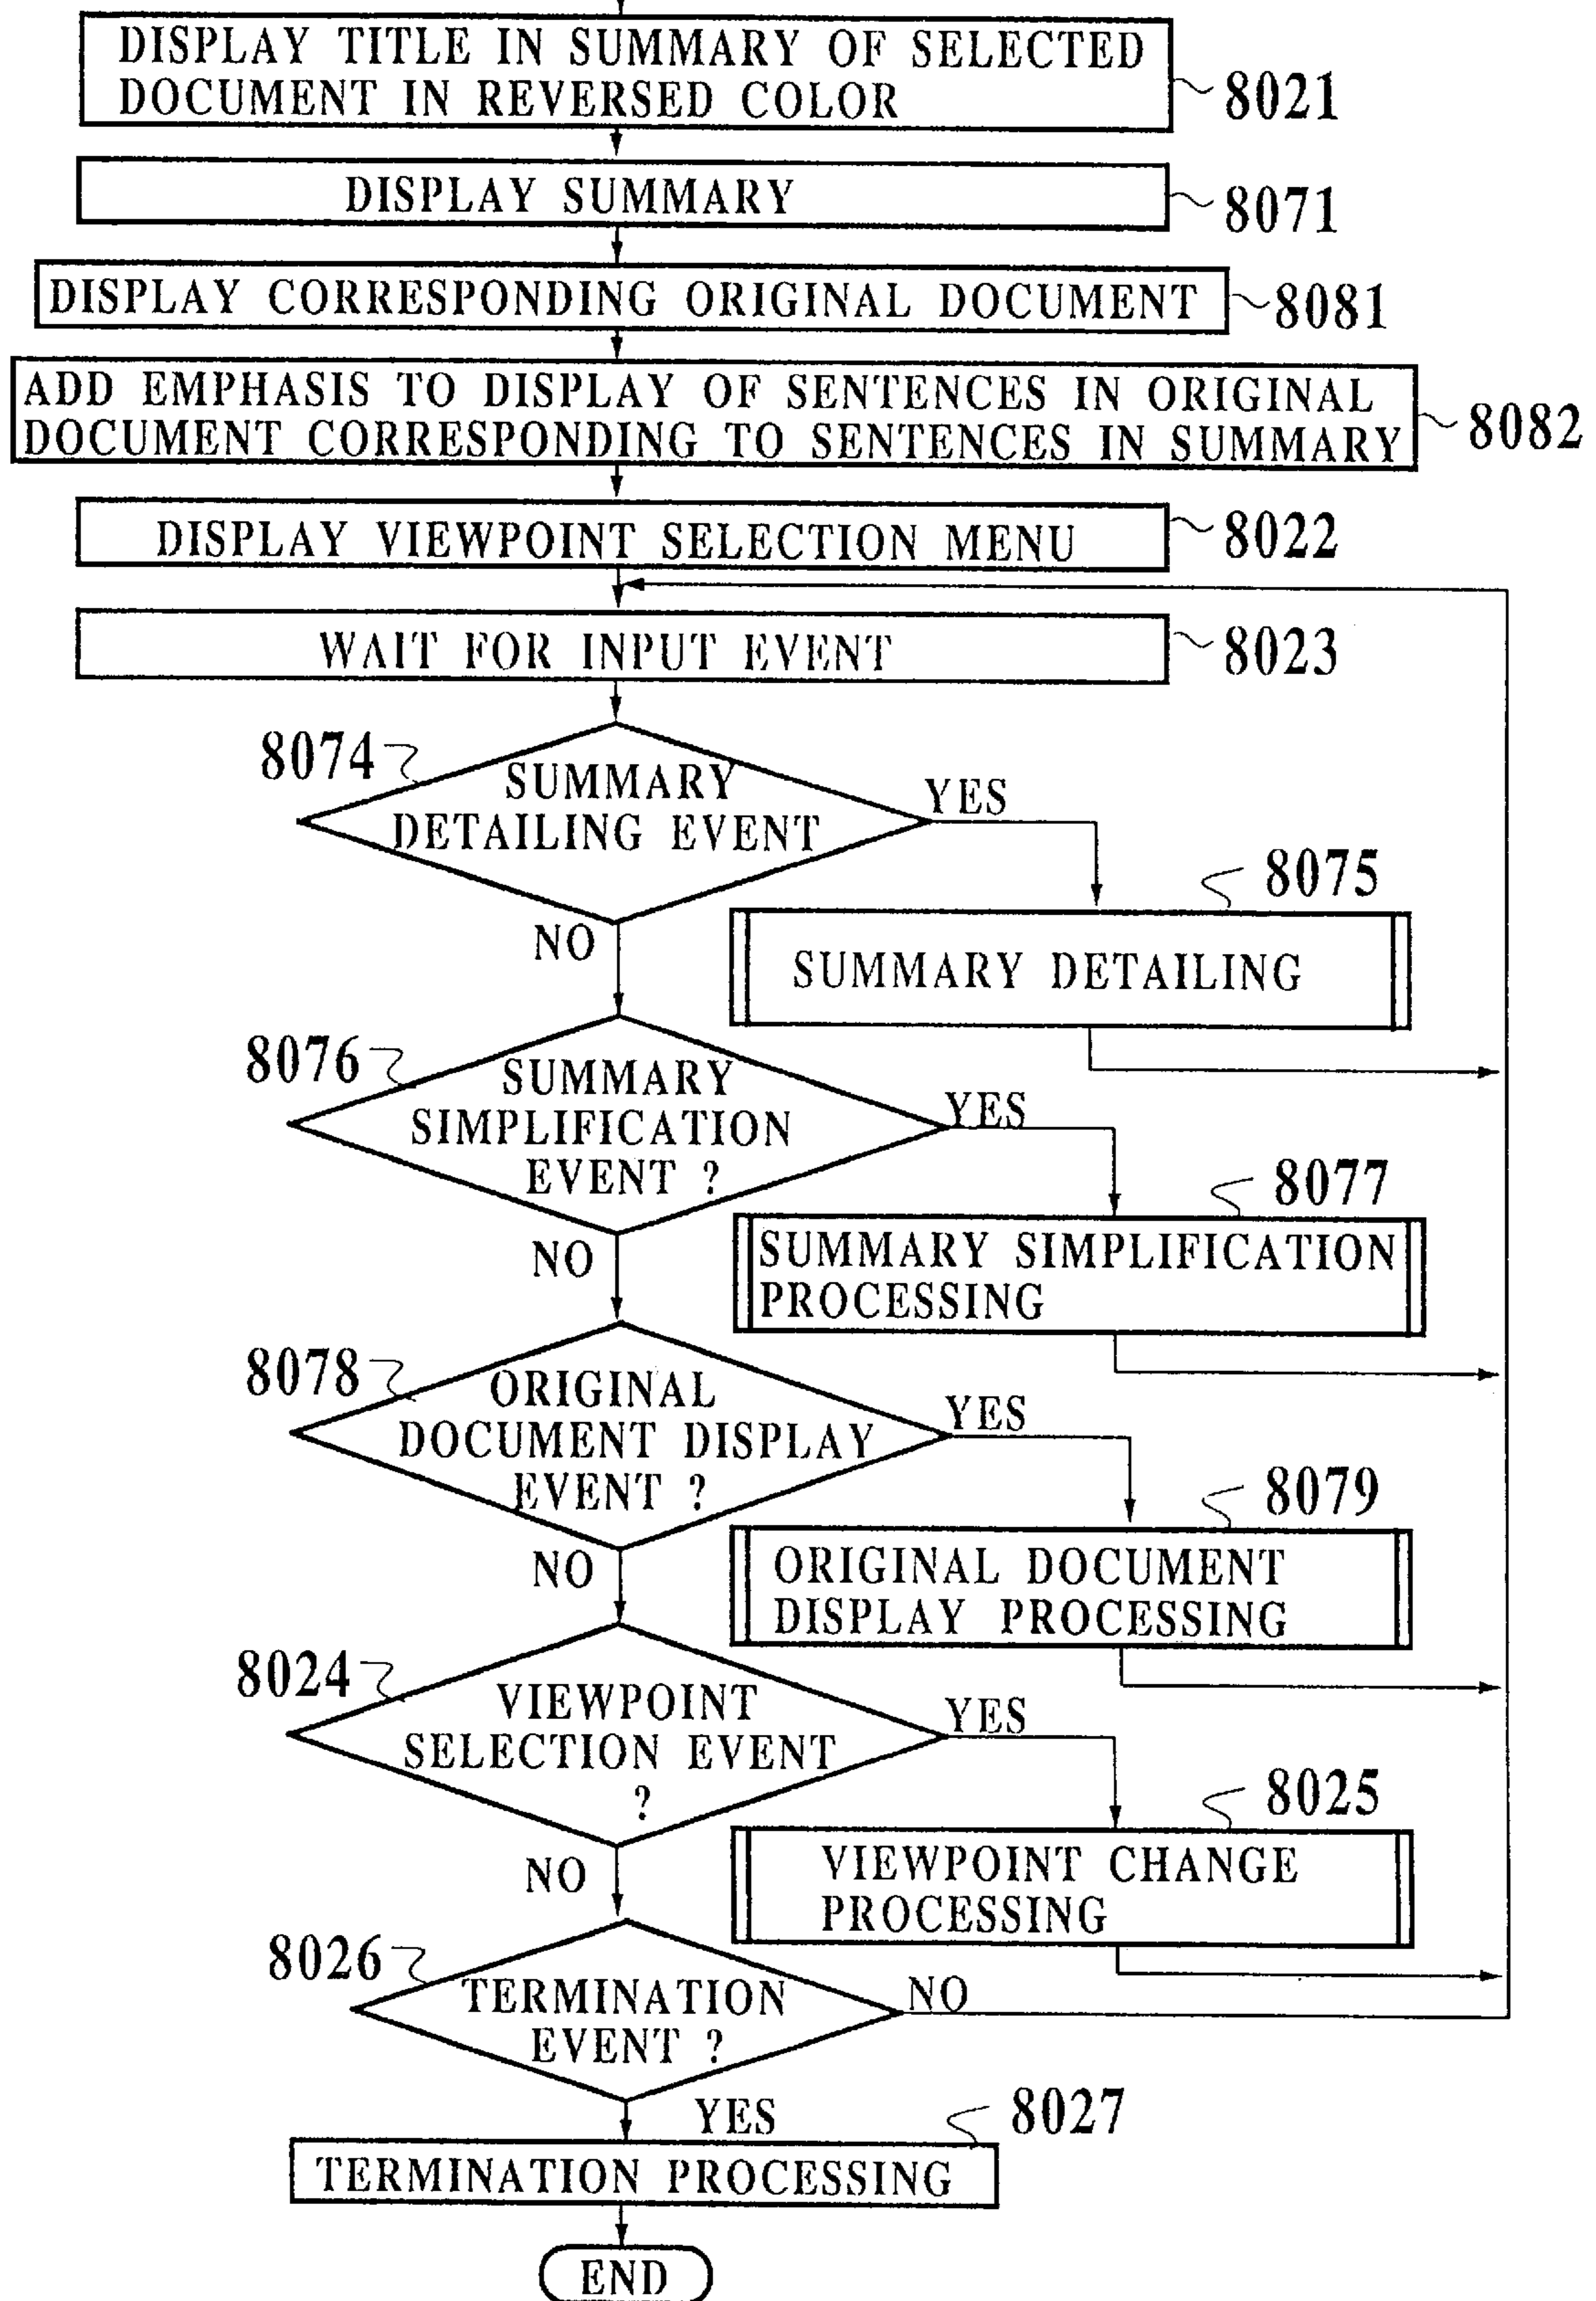 DISPLAY TITLE IN SUMMARY OF SELECTED
DOCUMENT IN REVERSED COLOR
8021
DISPLAY SUMMARY
8071
DISPLAY CORRESPONDING ORIGINAL DOCUMENT
8081
ADD EMPHASIS TO DISPLAY OF SENTENCES IN ORIGINAL
DOCUMENT CORRESPONDING TO SENTENCES IN SUMMARY
8082
DISPLAY VIEWPOINT SELECTION MENU
8022
WAIT FOR INPUT EVENT
8023
8074
SUMMARY
DETAILING EVENT
YES
NO
8075
SUMMARY DETAILING
8076
SUMMARY
SIMPLIFICATION
EVENT ?
YES
NO
8077
SUMMARY SIMPLIFICATION
PROCESSING
8078
ORIGINAL
DOCUMENT DISPLAY
EVENT ?
YES
NO
8079
ORIGINAL DOCUMENT
DISPLAY PROCESSING
8024
VIEWPOINT
SELECTION EVENT
?
YES
NO
8025
VIEWPOINT CHANGE
PROCESSING
8026
TERMINATION
EVENT ?
NO
YES
8027
TERMINATION PROCESSING
END